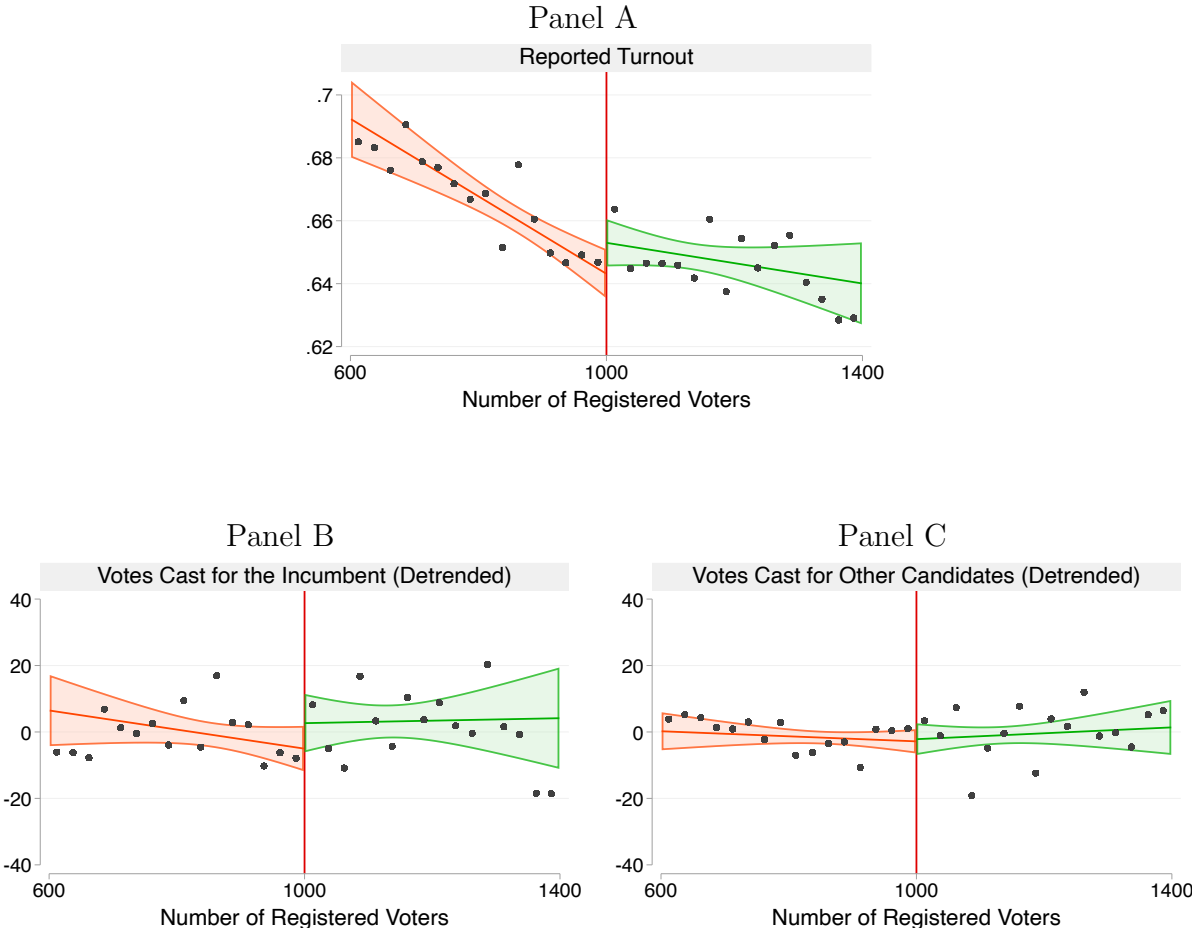 Panel A
Reported Turnout
.7
.68
.66
.64
.62
600 1000 1400
Number of Registered Voters
Panel B
Votes Cast for the Incumbent (Detrended)
40
20
0
-20
-40
600 1000 1400
Number of Registered Voters
Panel C
Votes Cast for Other Candidates (Detrended)
40
20
0
-20
-40
600 1000 1400
Number of Registered Voters